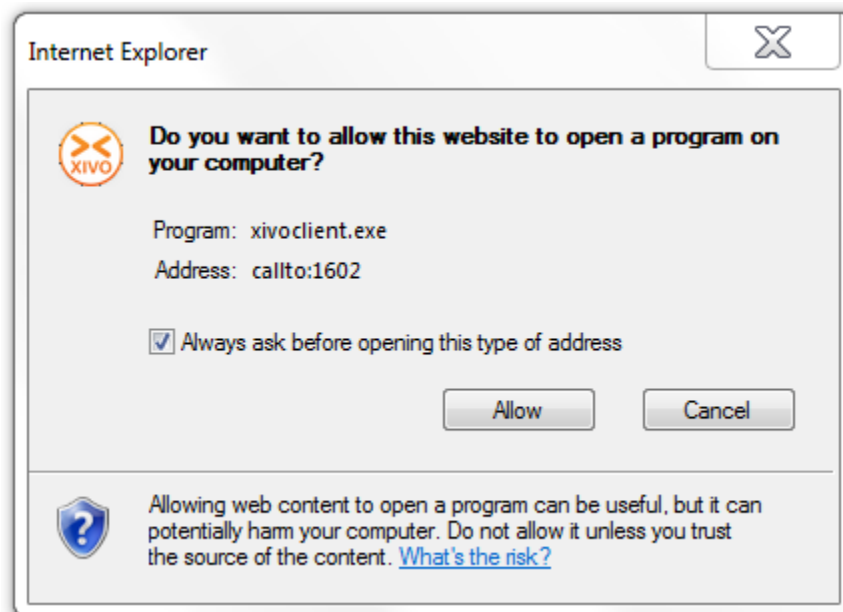 Internet Explorer
Do you want to allow this website to open a program on
your computer?
XIVO
Program: xivoclient.exe
Address: callto:1602
Always ask before opening this type of address
Allow Cancel
Allowing web content to open a program can be useful, but it can
potentially harm your computer. Do not allow it unless you trust
the source of the content. What's the risk?